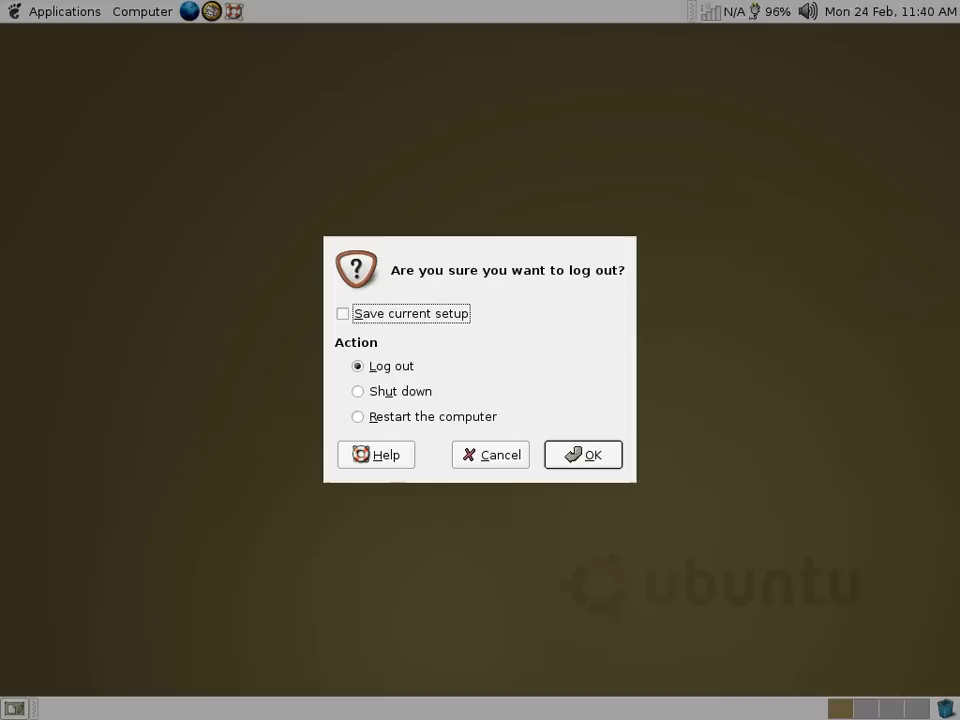 Applications Computer N/A 96% Mon 24 Feb, 11:40 AM
Are you sure you want to log out?
Save current setup
Action
Log out
Shut down
Restart the computer
Help Cancel OK
ubuntu